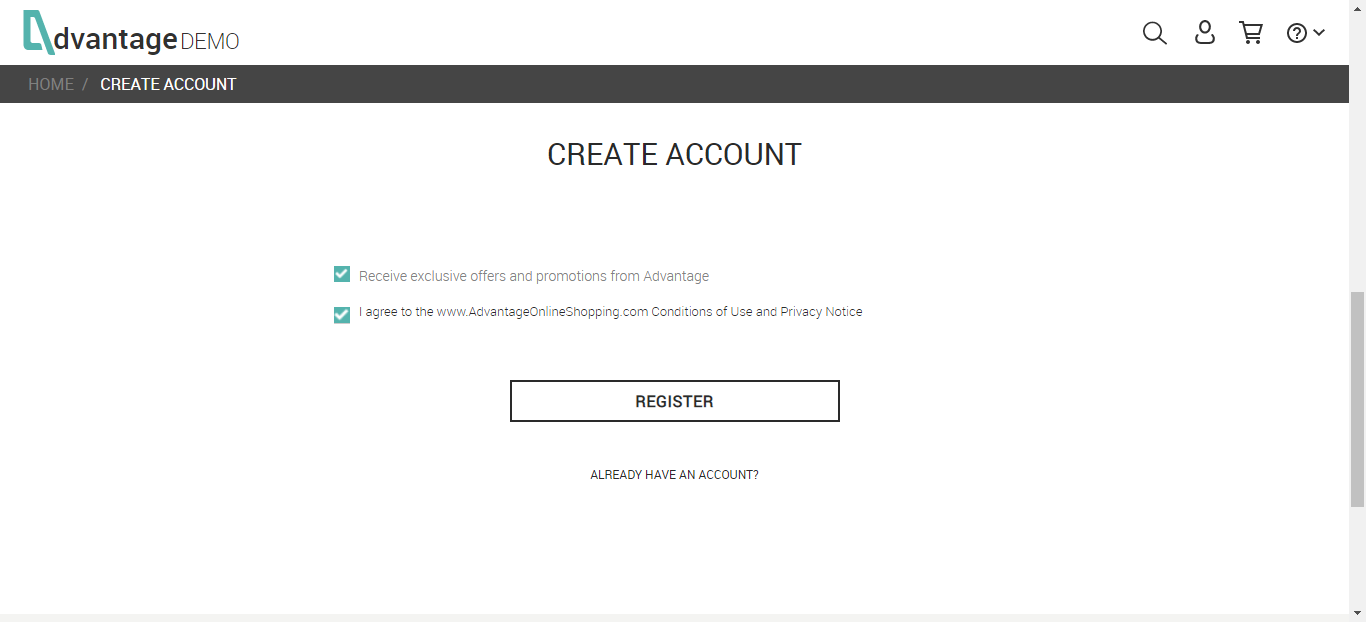 dvantage DEMO
HOME / CREATE ACCOUNT
CREATE ACCOUNT
Receive exclusive offers and promotions from Advantage
I agree to the www.AdvantageOnlineShopping.com Conditions of Use and Privacy Notice
REGISTER
ALREADY HAVE AN ACCOUNT?